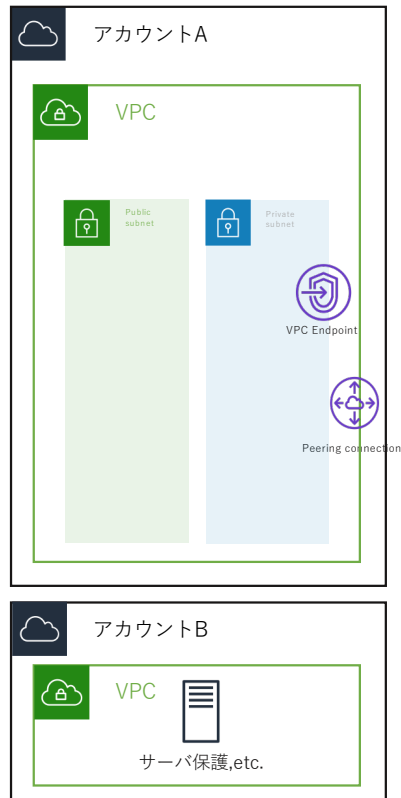 アカウントA
VPC
Public
subnet
Private
subnet
VPC Endpoint
Peering connection
アカウントB
VPC
サーバ保護,etc.